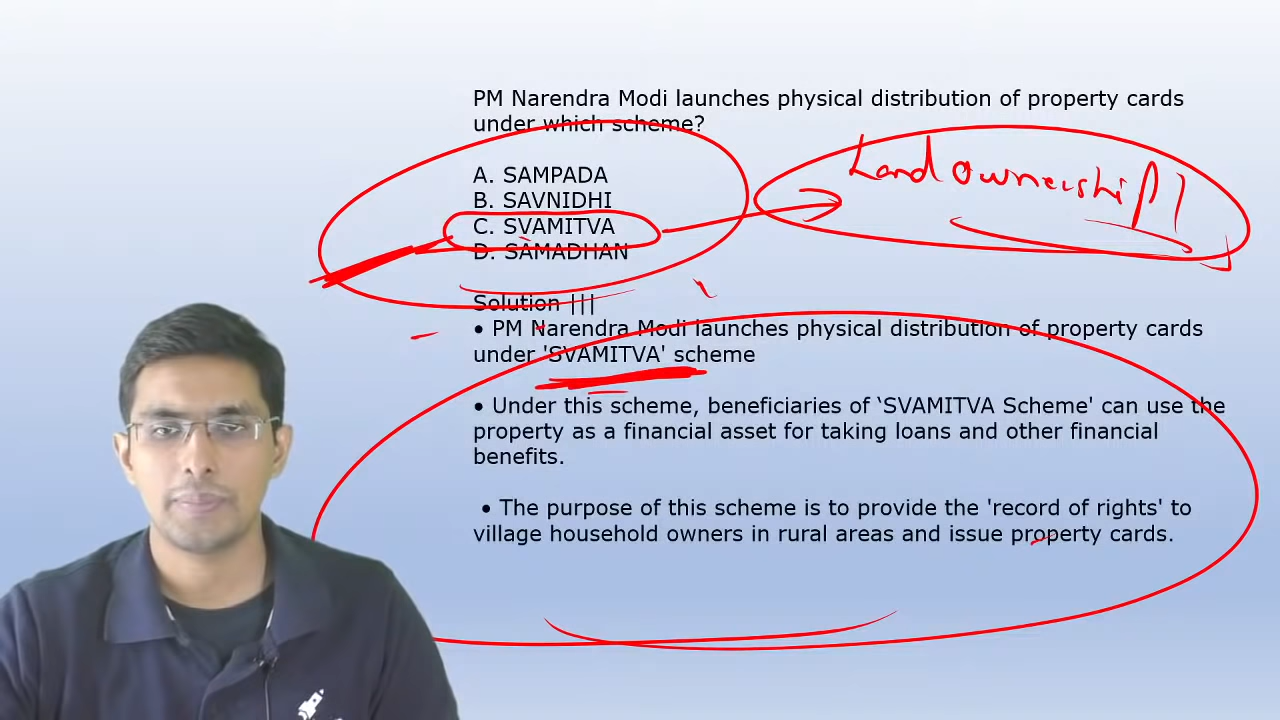 PM Narendra Modi launches physical distribution of property cards
under which scheme?
A. SAMPADA
B. SAVNIDHI
C. SVAMITVA
D. SAMADHAN
Land ownership
Solution |||
• PM Narendra Modi launches physical distribution of property cards
under 'SVAMITVA' scheme
• Under this scheme, beneficiaries of ‘SVAMITVA Scheme' can use the
property as a financial asset for taking loans and other financial
benefits.
• The purpose of this scheme is to provide the 'record of rights' to
village household owners in rural areas and issue property cards.